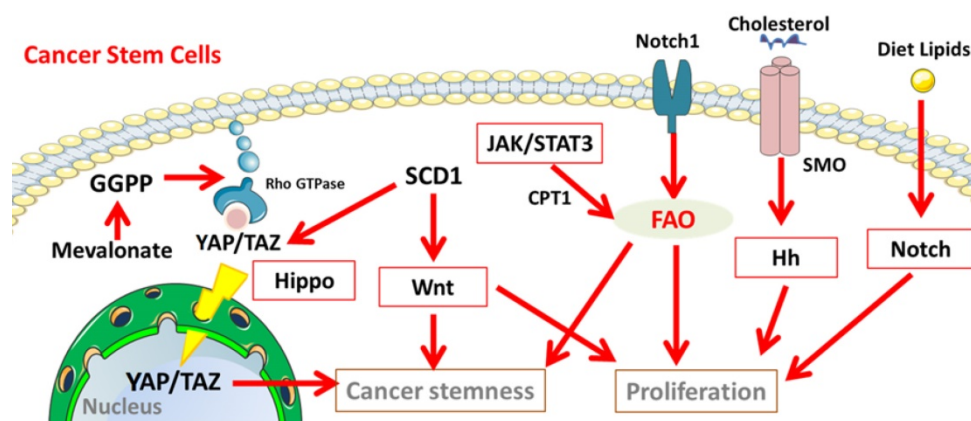 Cancer Stem Cells
Notch1
Cholesterol
Diet Lipids
GGPP
Rho GTPase
SCD1
JAK/STAT3
SMO
CPT1
FAO
Mevalonate
YAP/TAZ
Hippo
Wnt
Hh
Notch
YAP/TAZ
Nucleus
Cancer stemness
Proliferation